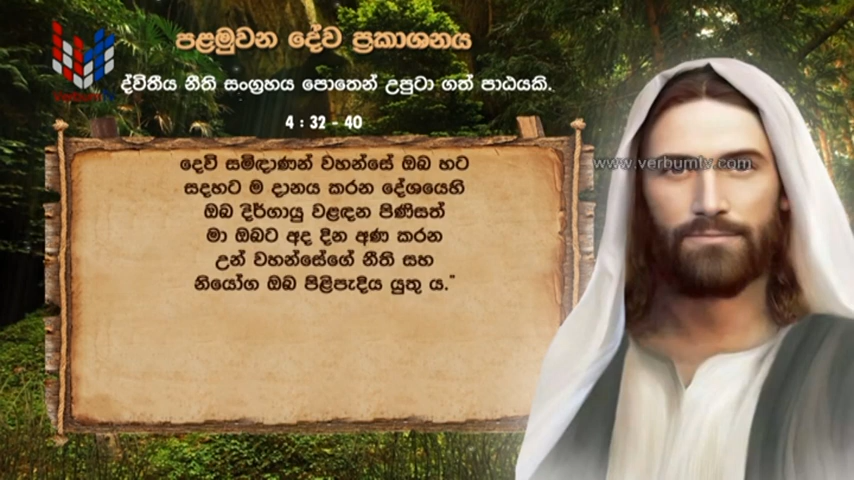 පළමුවන දේව ප්‍රකාශනය
VerbumTv
ද්විතීය නීති සංග්‍රහය පොතෙන් උපුටා ගත් පාඨයකි.
4 : 32 - 40
www.verbumtv.com
දෙවි සමිඳාණන් වහන්සේ ඔබ හට
සදහට ම දානය කරන දේශයෙහි
ඔබ දිර්ගායු වළඳන පිණිසත්
මා ඔබට අද දින අණ කරන
උන් වහන්සේගේ නීති සහ
නියෝග ඔබ පිළිපැදිය යුතු ය.”